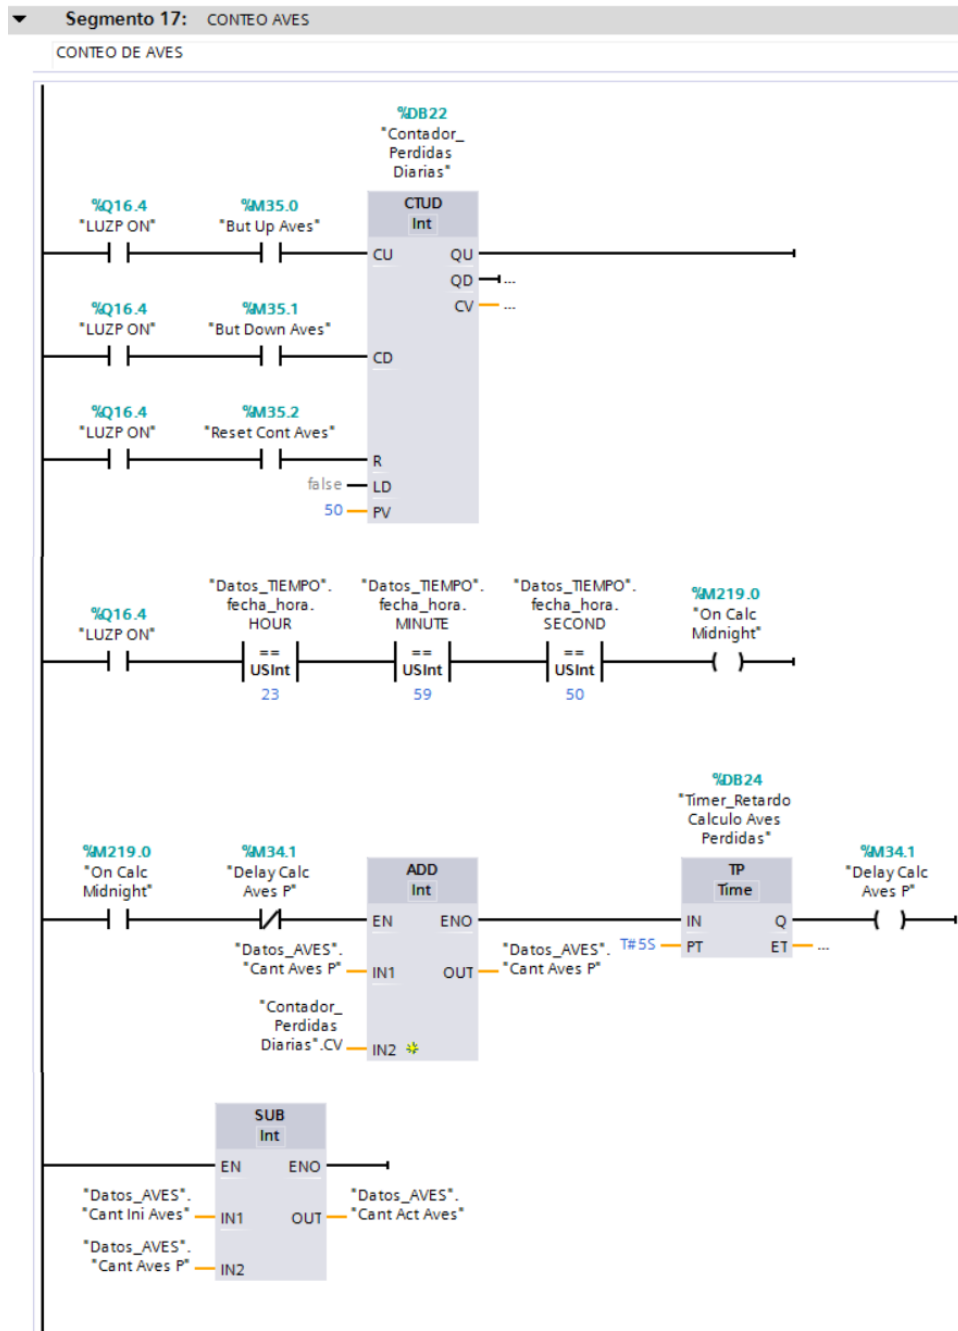 Segmento 17: CONTEO AVES
CONTEO DE AVES
%DB22
"Contador_
Perdidas
Diarias"
CTUD
Int
%Q16.4
"LUZP ON"
%M35.0
"But Up Aves"
CU
QU
QD
...
CV
...
%Q16.4
"LUZP ON"
%M35.1
"But Down Aves"
CD
%Q16.4
"LUZP ON"
%M35.2
"Reset Cont Aves"
R
false
LD
50
PV
%Q16.4
"LUZP ON"
"Datos_TIEMPO".
fecha_hora.
HOUR
==
USInt
23
"Datos_TIEMPO".
fecha_hora.
MINUTE
==
USInt
59
"Datos_TIEMPO".
fecha_hora.
SECOND
==
USInt
50
%M219.0
"On Calc
Midnight"
%M219.0
"On Calc
Midnight"
%M34.1
"Delay Calc
Aves P"
ADD
Int
EN
ENO
"Datos_AVES".
"Cant Aves P"
IN1
OUT
"Datos_AVES".
"Cant Aves P"
"Contador_
Perdidas
Diarias".CV
IN2
%DB24
"Timer_Retardo
Calculo Aves
Perdidas"
TP
Time
IN
Q
T#5S
PT
ET
...
%M34.1
"Delay Calc
Aves P"
SUB
Int
EN
ENO
"Datos_AVES".
"Cant Ini Aves"
IN1
OUT
"Datos_AVES".
"Cant Act Aves"
"Datos_AVES".
"Cant Aves P"
IN2